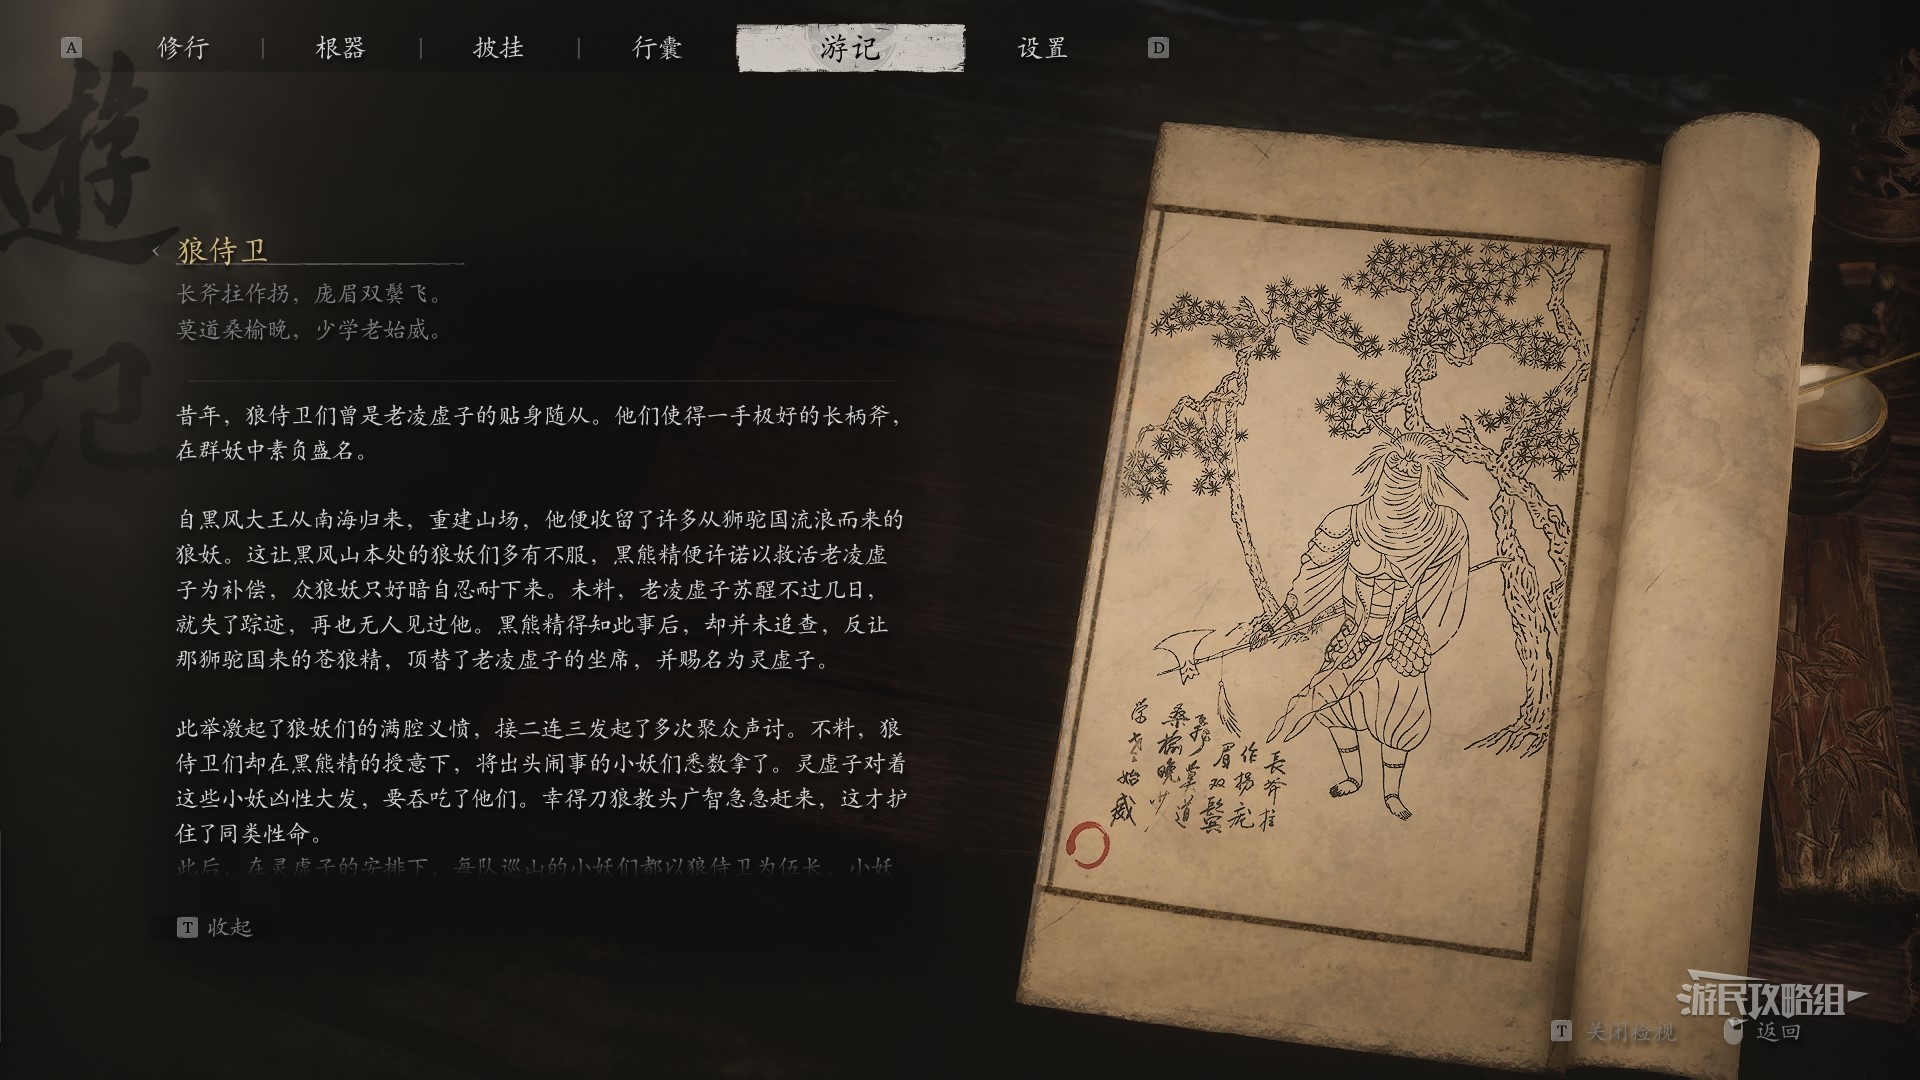 A 修行 | 根器 | 披挂 | 行囊 游记 设置 D
遊記
狼侍卫
长斧拄作拐，庞眉双鬓飞。
莫道桑榆晚，少学老始威。
昔年，狼侍卫们曾是老凌虚子的贴身随从。他们使得一手极好的长柄斧，
在群妖中素负盛名。
自黑风大王从南海归来，重建山场，他便收留了许多从狮驼国流浪而来的
狼妖。这让黑风山本处的狼妖们多有不服，黑熊精便许诺以救活老凌虚
子为补偿，众狼妖只好暗自忍耐下来。未料，老凌虚子苏醒不过几日，
就失了踪迹，再也无人见过他。黑熊精得知此事后，却并未追查，反让
那狮驼国来的苍狼精，顶替了老凌虚子的坐席，并赐名为灵虚子。
此举激起了狼妖们的满腔义愤，接二连三发起了多次聚众声讨。不料，狼
侍卫们却在黑熊精的授意下，将出头闹事的小妖们悉数拿了。灵虚子对着
这些小妖凶性大发，要吞吃了他们。幸得刀狼教头广智急急赶来，这才护
住了同类性命。
此后，在灵虚子的安排下，每队巡山的小妖们都以狼侍卫为伍长，小妖
T 收起
長斧拄
作拐庞
眉双鬓
飛莫道
桑榆晚少
学老始威
游民攻略组
T 关闭检视 返回